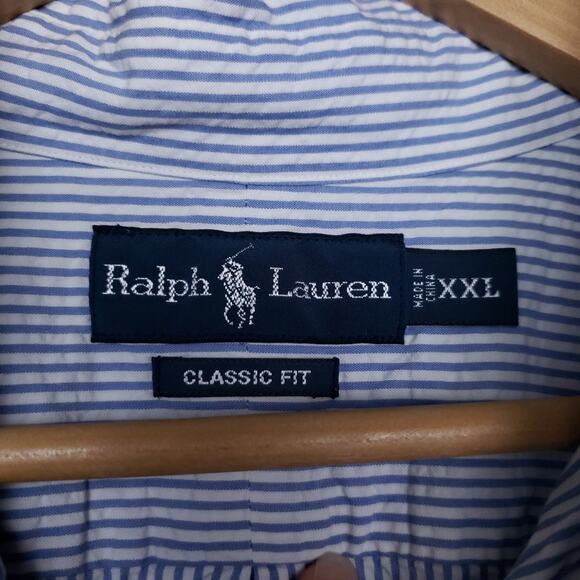 Ralph Lauren
MADE IN
CHINA
XXL
CLASSIC FIT